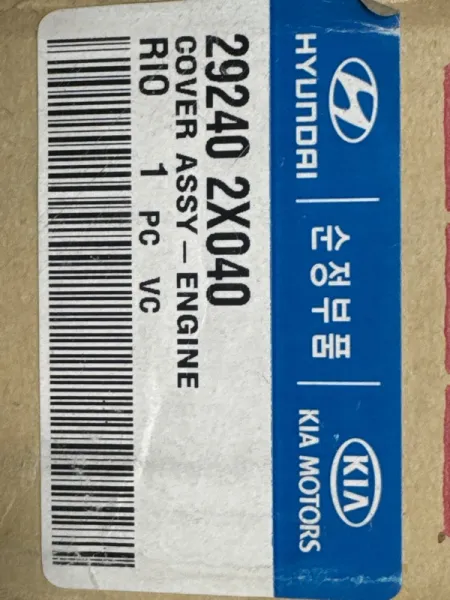 HYUNDAI
순정부품
KIA
KIA MOTORS
29240 2X040
COVER ASSY-ENGINE
RIO 1 PC VC